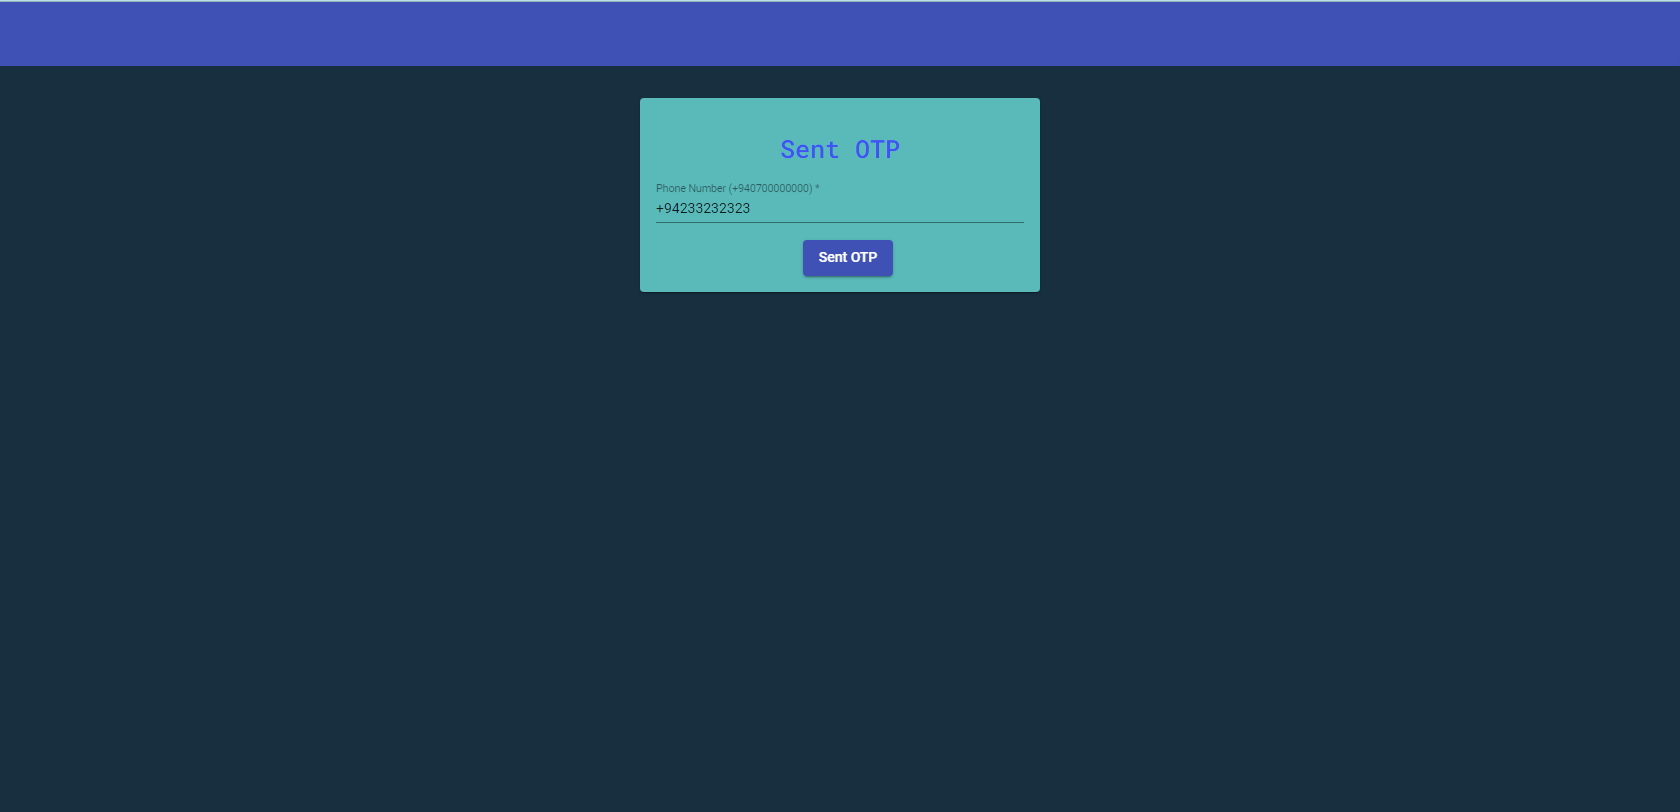 Sent OTP
Phone Number (+940700000000) *
+94233232323
Sent OTP